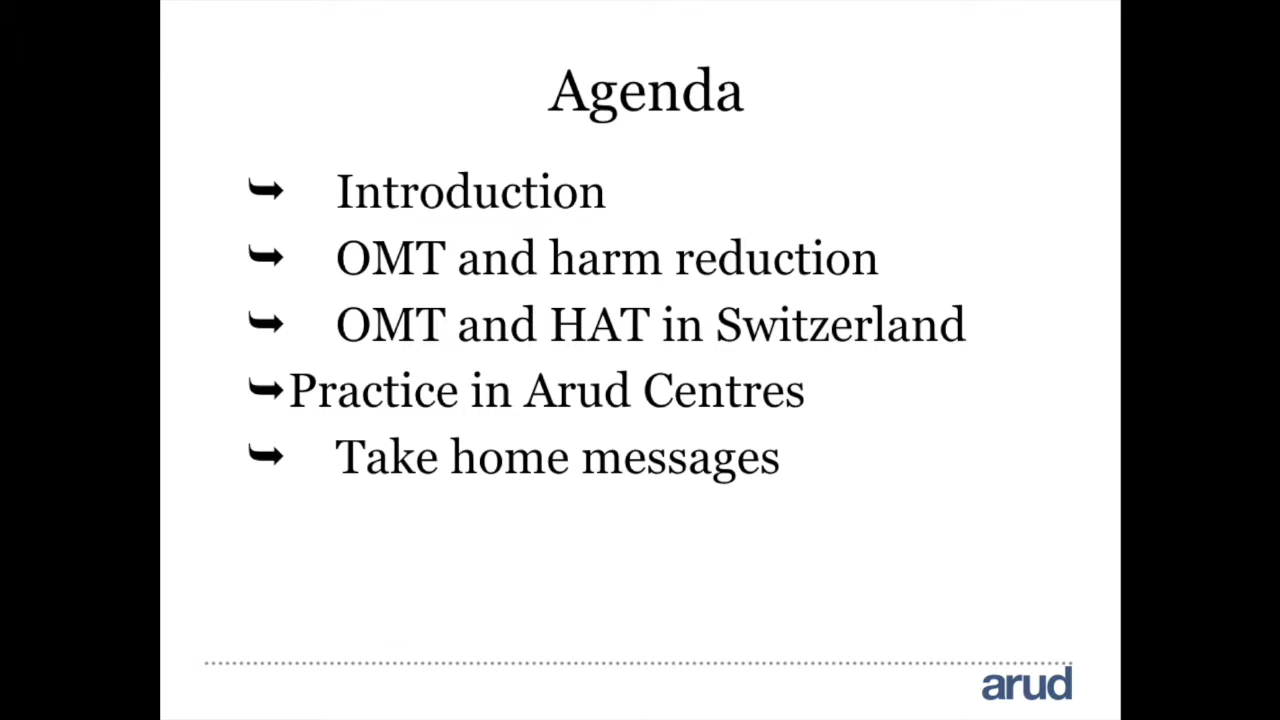 Agenda
➥ Introduction
➥ OMT and harm reduction
➥ OMT and HAT in Switzerland
➥Practice in Arud Centres
➥ Take home messages
arud